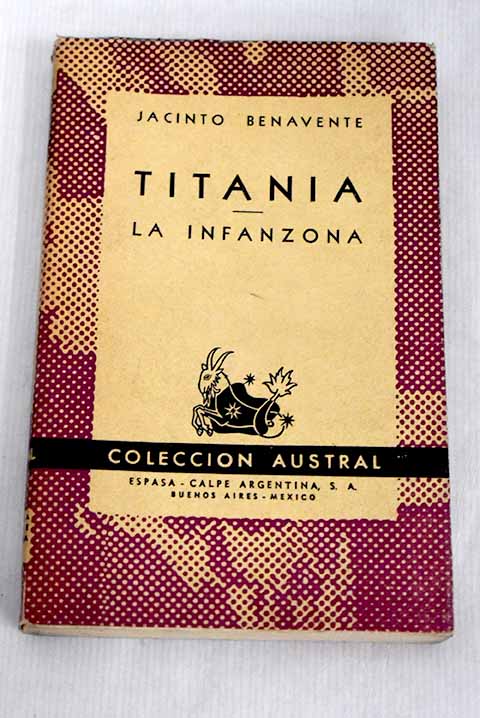 JACINTO BENAVENTE
TITANIA
LA INFANZONA
COLECCION AUSTRAL
ESPASA - CALPE ARGENTINA, S. A.
BUENOS AIRES - MEXICO